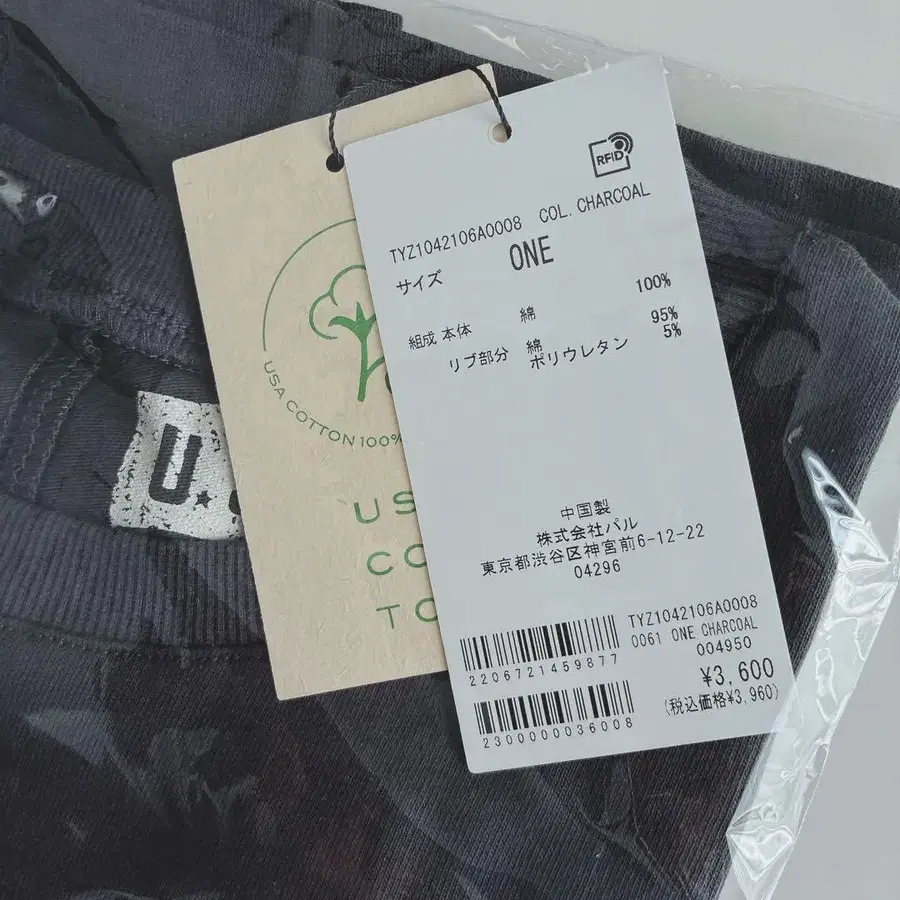 RFID
TYZ1042106A0008 COL. CHARCOAL
サイズ ONE
組成 本体 綿 100%
リブ部分 綿 95%
ポリウレタン 5%
中国製
株式会社パル
東京都渋谷区神宮前6-12-22
04296
TYZ1042106A0008
0061 ONE CHARCOAL
004950
2206721459877
¥3,600
(税込価格¥3,960)
2300000036008
USA COTTON 100%
US
CO
TO
U.S